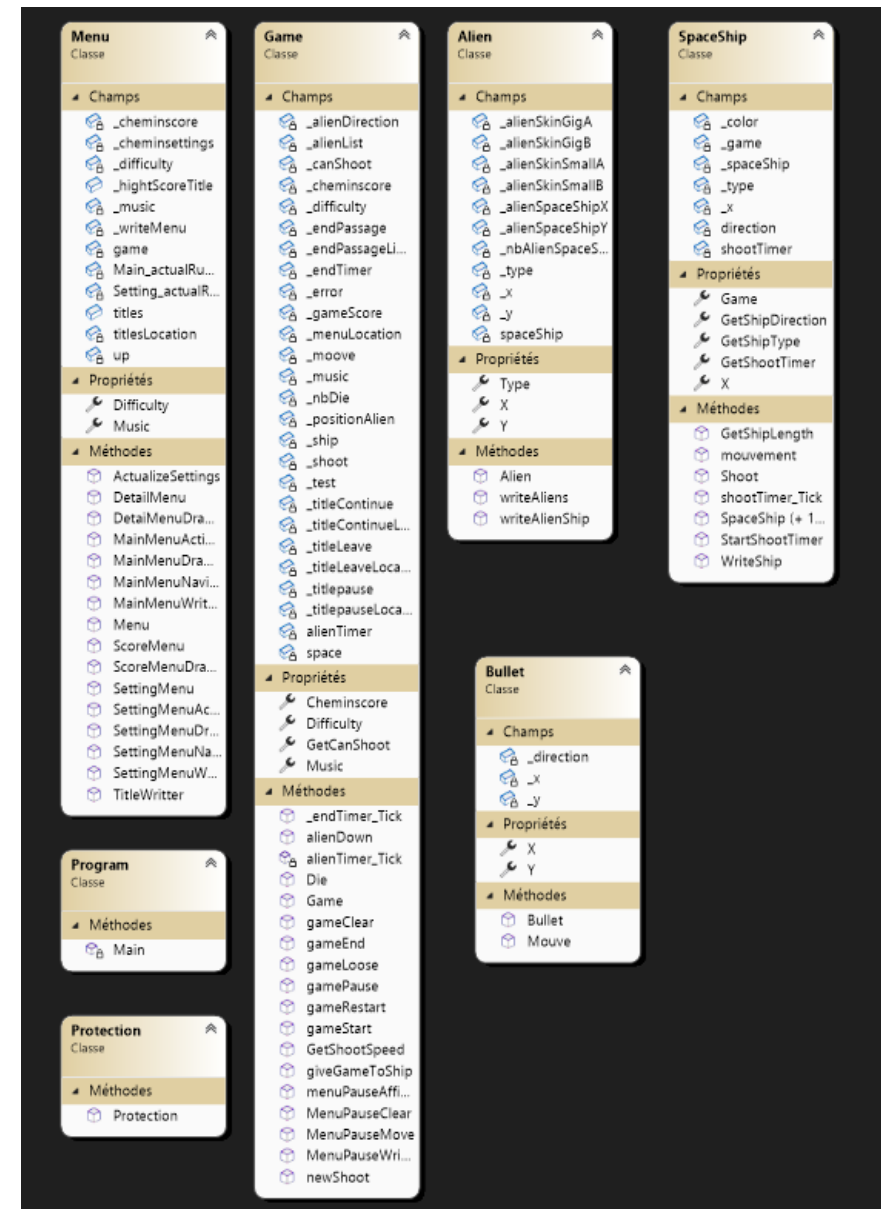 Menu
Classe
Champs
_cheminscore
_cheminsettings
_difficulty
_hightScoreTitle
_music
_writeMenu
game
Main_actualRu...
Setting_actualR...
titles
titlesLocation
up
Propriétés
Difficulty
Music
Méthodes
ActualizeSettings
DetailMenu
DetaiMenuDra...
MainMenuActi...
MainMenuDra...
MainMenuNavi...
MainMenuWrit...
Menu
ScoreMenu
ScoreMenuDra...
SettingMenu
SettingMenuAc...
SettingMenuDr...
SettingMenuNa...
SettingMenuW...
TitleWritter
Program
Classe
Méthodes
Main
Protection
Classe
Méthodes
Protection
Game
Classe
Champs
_alienDirection
_alienList
_canShoot
_cheminscore
_difficulty
_endPassage
_endPassageLi...
_endTimer
_error
_gameScore
_menuLocation
_moove
_music
_nbDie
_positionAlien
_ship
_shoot
_test
_titleContinue
_titleContinueL...
_titleLeave
_titleLeaveLoca...
_titlepause
_titlepauseLoca...
alienTimer
space
Propriétés
Cheminscore
Difficulty
GetCanShoot
Music
Méthodes
_endTimer_Tick
alienDown
alienTimer_Tick
Die
Game
gameClear
gameEnd
gameLoose
gamePause
gameRestart
gameStart
GetShootSpeed
giveGameToShip
menuPauseAffi...
MenuPauseClear
MenuPauseMove
MenuPauseWri...
newShoot
Alien
Classe
Champs
_alienSkinGigA
_alienSkinGigB
_alienSkinSmallA
_alienSkinSmallB
_alienSpaceShipX
_alienSpaceShipY
_nbAlienSpaceS...
_type
_x
_y
spaceShip
Propriétés
Type
X
Y
Méthodes
Alien
writeAliens
writeAlienShip
SpaceShip
Classe
Champs
_color
_game
_spaceShip
_type
_x
direction
shootTimer
Propriétés
Game
GetShipDirection
GetShipType
GetShootTimer
X
Méthodes
GetShipLength
mouvement
Shoot
shootTimer_Tick
SpaceShip (+ 1...
StartShootTimer
WriteShip
Bullet
Classe
Champs
_direction
_x
_y
Propriétés
X
Y
Méthodes
Bullet
Mouve